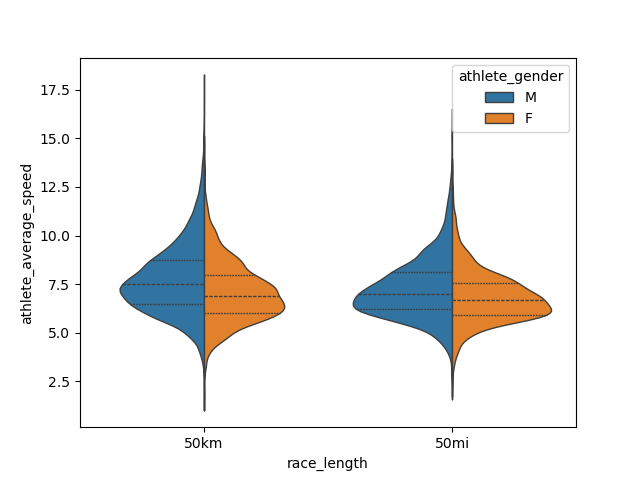 athlete_gender
M
F
17.5
15.0
12.5
10.0
7.5
5.0
2.5
athlete_average_speed
50km
50mi
race_length